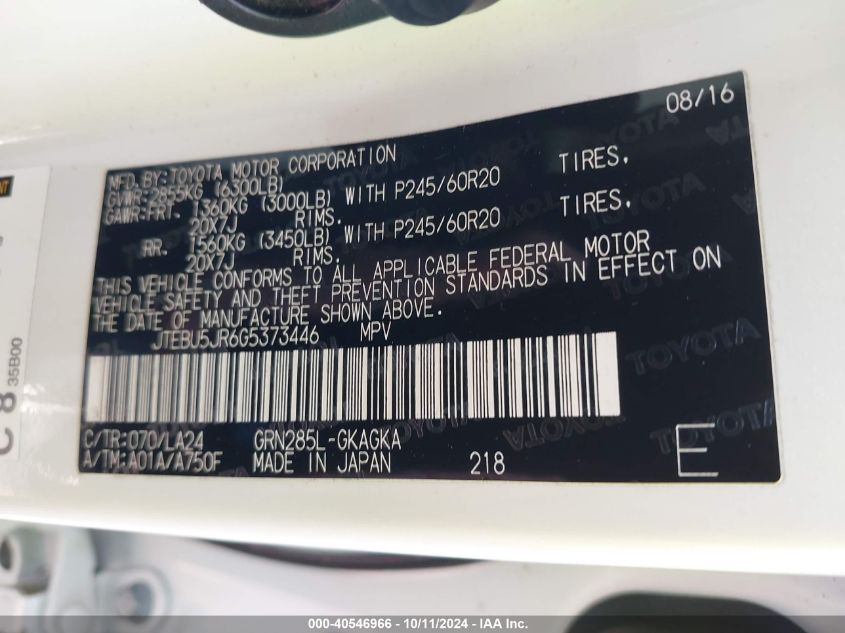 08/16
MFD.BY:TOYOTA MOTOR CORPORATION
GVWR:2855KG (6300LB)
GAWR:FRT. 1360KG (3000LB) WITH P245/60R20 TIRES,
20X7J RIMS.
RR. 1560KG (3450LB) WITH P245/60R20 TIRES,
20X7J RIMS.
THIS VEHICLE CONFORMS TO ALL APPLICABLE FEDERAL MOTOR
VEHICLE SAFETY AND THEFT PREVENTION STANDARDS IN EFFECT ON
THE DATE OF MANUFACTURE SHOWN ABOVE.
JTEBU5JR6G5373446 MPV
C/TR:070/LA24 GRN285L-GKAGKA
A/TM:A01A/A750F MADE IN JAPAN 218 E
C 8 35B00
TOYOTA
000-40546966 - 10/11/2024 - IAA Inc.